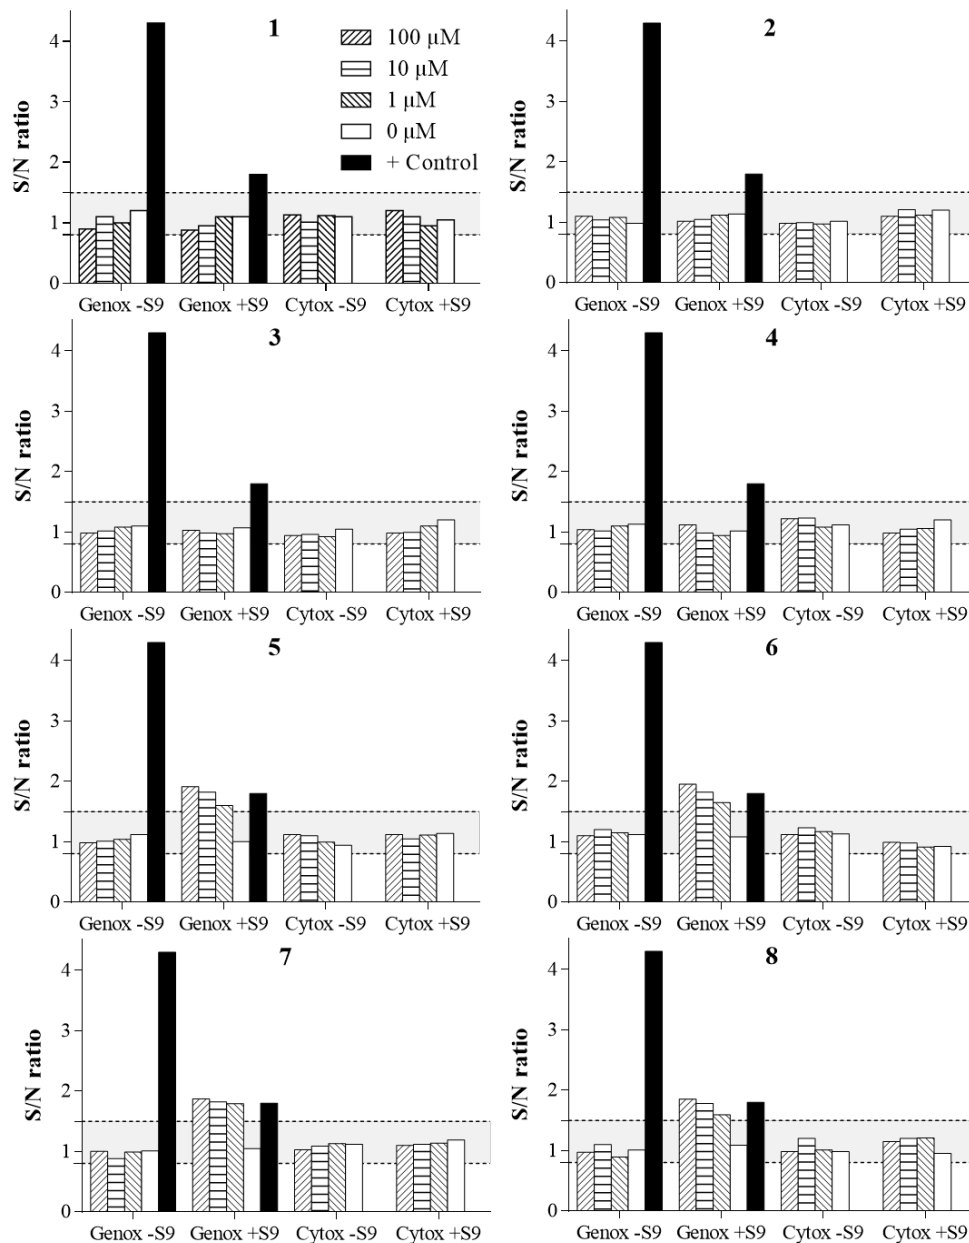 1
100 µM
10 µM
1 µM
0 µM
+ Control
S/N ratio
4
3
2
1
0
Genox -S9 Genox +S9 Cytox -S9 Cytox +S9
2
S/N ratio
4
3
2
1
0
Genox -S9 Genox +S9 Cytox -S9 Cytox +S9
3
S/N ratio
4
3
2
1
0
Genox -S9 Genox +S9 Cytox -S9 Cytox +S9
4
S/N ratio
4
3
2
1
0
Genox -S9 Genox +S9 Cytox -S9 Cytox +S9
5
S/N ratio
4
3
2
1
0
Genox -S9 Genox +S9 Cytox -S9 Cytox +S9
6
S/N ratio
4
3
2
1
0
Genox -S9 Genox +S9 Cytox -S9 Cytox +S9
7
S/N ratio
4
3
2
1
0
Genox -S9 Genox +S9 Cytox -S9 Cytox +S9
8
S/N ratio
4
3
2
1
0
Genox -S9 Genox +S9 Cytox -S9 Cytox +S9